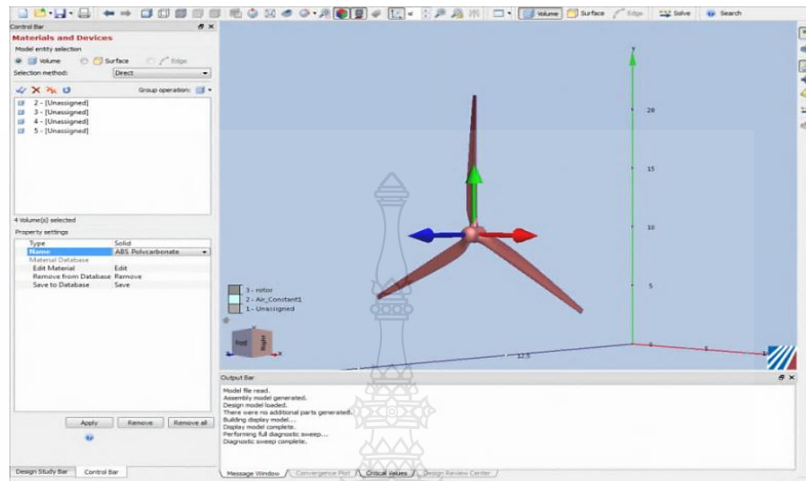 Volume Surface Edge Solve Search
Control Bar
Materials and Devices
Model entity selection
Volume Surface Edge
Selection method: Direct
Group operation:
2 - [Unassigned]
3 - [Unassigned]
4 - [Unassigned]
5 - [Unassigned]
4 Volume(s) selected
Property settings
Type Solid
Name ABS Polycarbonate
Material Database
Edit Material Edit
Remove from Database Remove
Save to Database Save
Apply Remove Remove all
Design Study Bar Control Bar
Y
20
15
10
5
0
5
12.5
3 - rotor
2 - Air_Constant1
1 - Unassigned
Front Right
Z X
Output Bar
Model file read.
Assembly model generated.
Design model loaded.
There were no additional parts generated.
Building display model...
Display model complete.
Performing full diagnostic sweep...
Diagnostic sweep complete.
Message Window Convergence Plot Critical Values Design Review Center